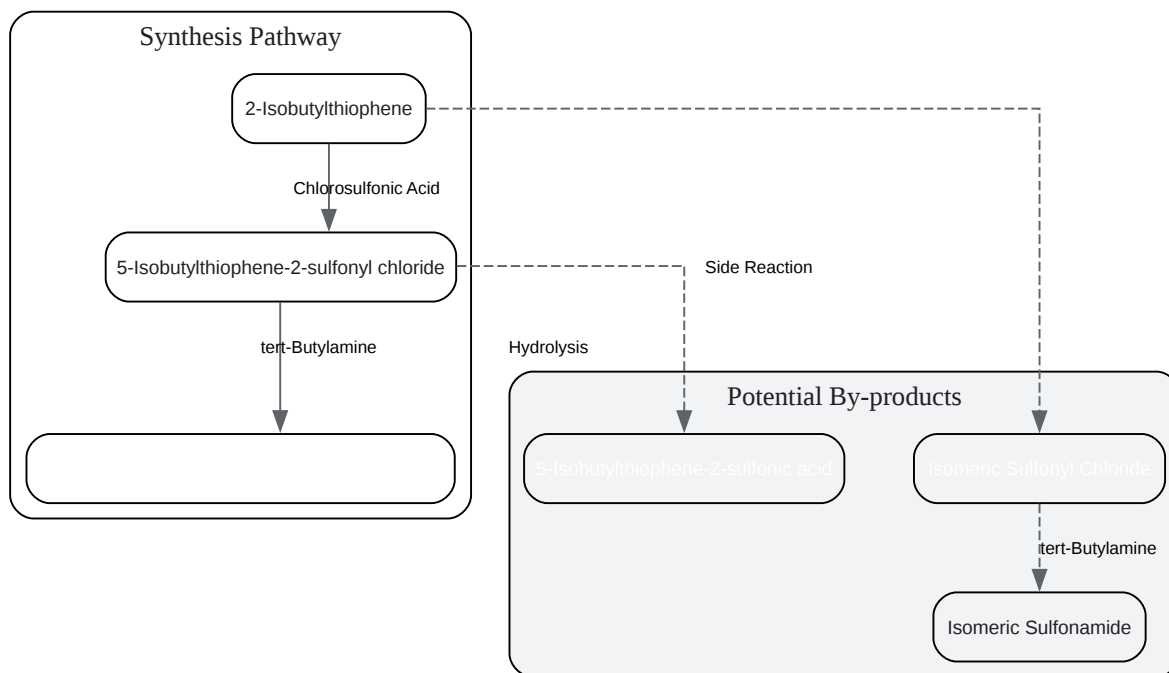 Synthesis Pathway
2-Isobutylthiophene
Chlorosulfonic Acid
5-Isobutylthiophene-2-sulfonyl chloride
Side Reaction
tert-Butylamine
Hydrolysis
Potential By-products
5-Isobutylthiophene-2-sulfonic acid
Isomeric Sulfonyl Chloride
tert-Butylamine
Isomeric Sulfonamide